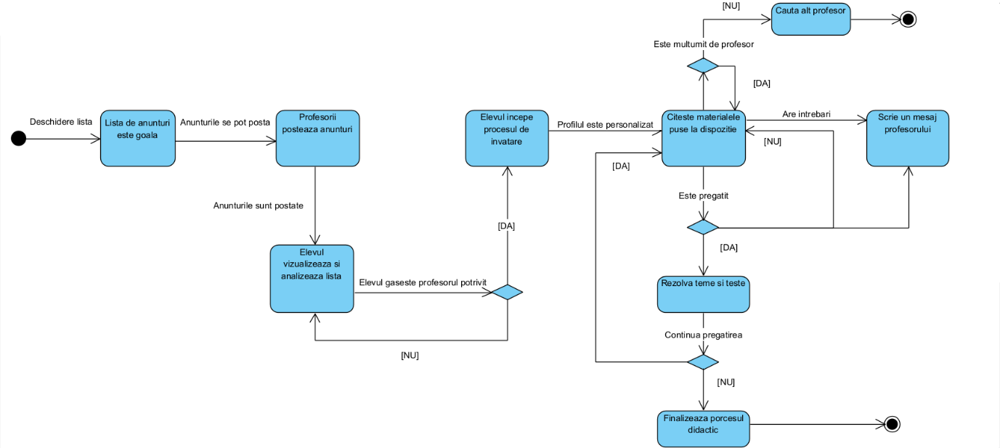 [NU]
Cauta alt profesor
Este multumit de profesor
[DA]
Deschidere lista
Lista de anunturi
este goala
Anunturile se pot posta
Profesorii
posteaza anunturi
Elevul incepe
procesul de
invatare
Profilul este personalizat
Citeste materialele
puse la dispozitie
Are intrebari
Scrie un mesaj
profesorului
[NU]
[DA]
Este pregatit
Anunturile sunt postate
[DA]
[DA]
Elevul
vizualizeaza si
analizeaza lista
Elevul gaseste profesorul potrivit
Rezolva teme si teste
Continua pregatirea
[NU]
[NU]
Finalizeaza porcesul
didactic